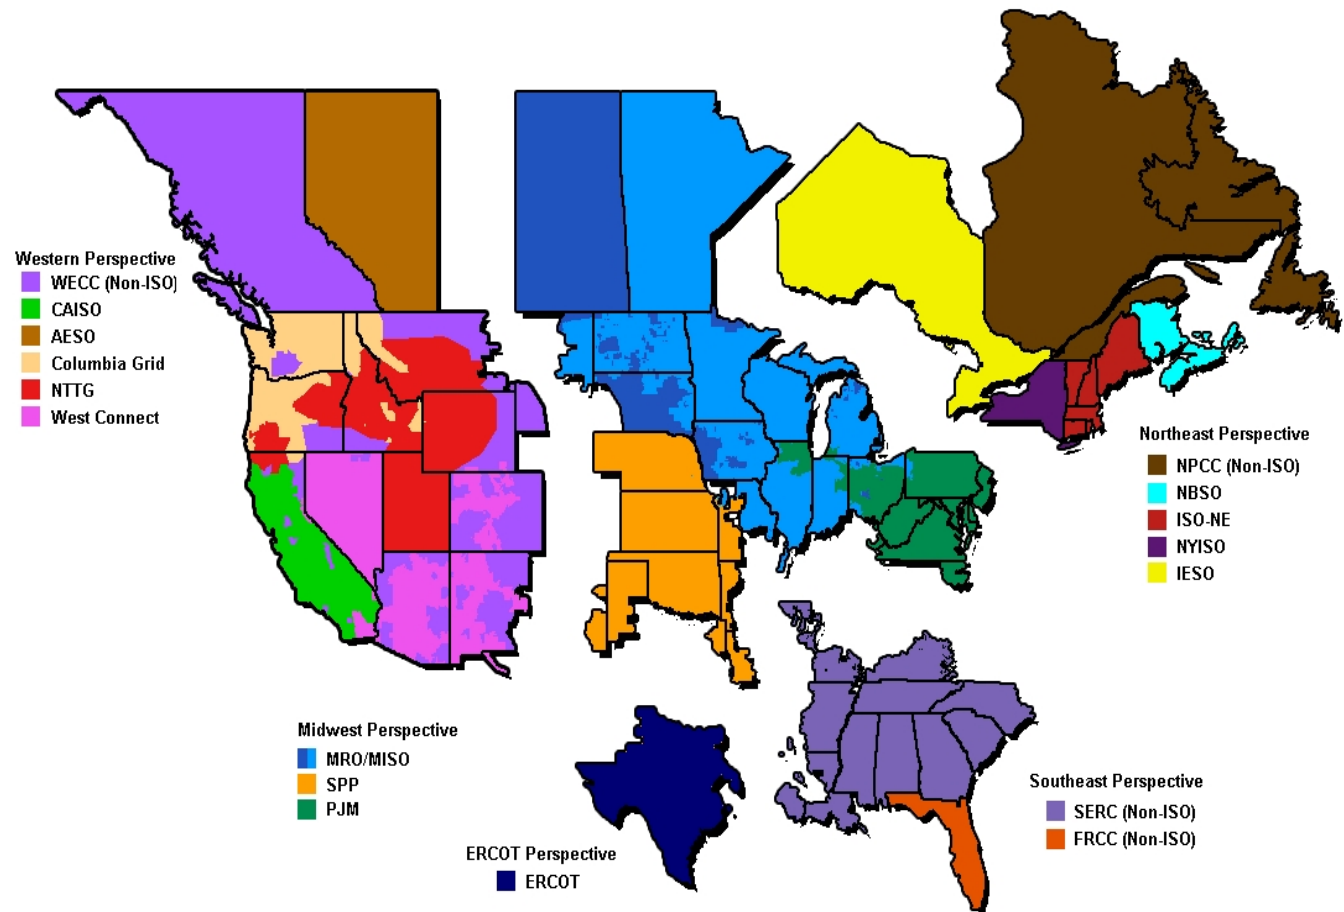 Western Perspective
WECC (Non-ISO)
CAISO
AESO
Columbia Grid
NTTG
West Connect
Northeast Perspective
NPCC (Non-ISO)
NBSO
ISO-NE
NYISO
IESO
Midwest Perspective
MRO/MISO
SPP
PJM
Southeast Perspective
SERC (Non-ISO)
FRCC (Non-ISO)
ERCOT Perspective
ERCOT